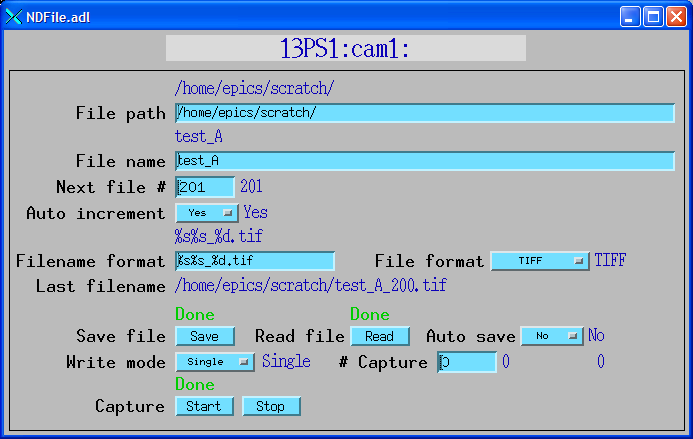 NDFile.adl
13PS1:cam1:
/home/epics/scratch/
File path /home/epics/scratch/
test_A
File name test_A
Next file # 201 201
Auto increment Yes Yes
%s%s_%d.tif
Filename format %s%s_%d.tif File format TIFF TIFF
Last filename /home/epics/scratch/test_A_200.tif
Done Done
Save file Save Read file Read Auto save No No
Write mode Single Single # Capture 0 0 0
Done
Capture Start Stop